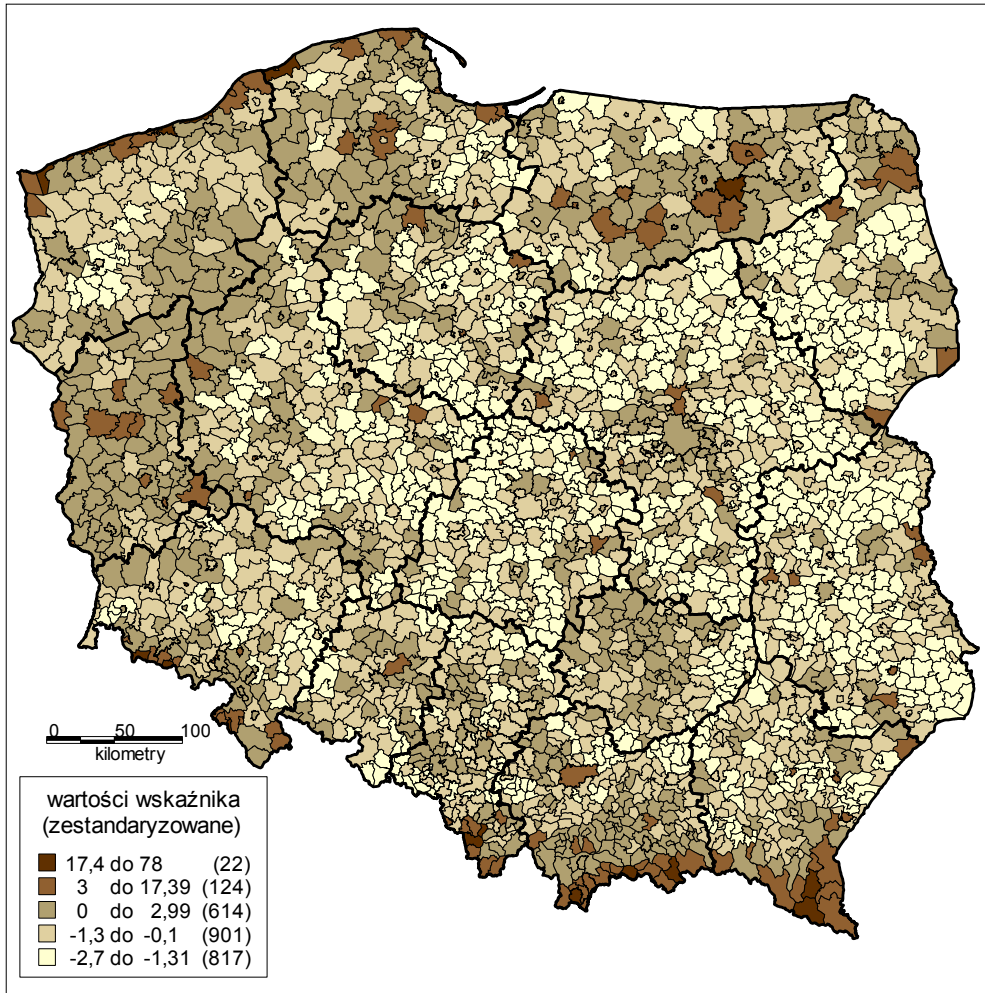 0 50 100
kilometry
wartości wskaźnika
(zestandaryzowane)
17,4 do 78 (22)
3 do 17,39 (124)
0 do 2,99 (614)
-1,3 do -0,1 (901)
-2,7 do -1,31 (817)